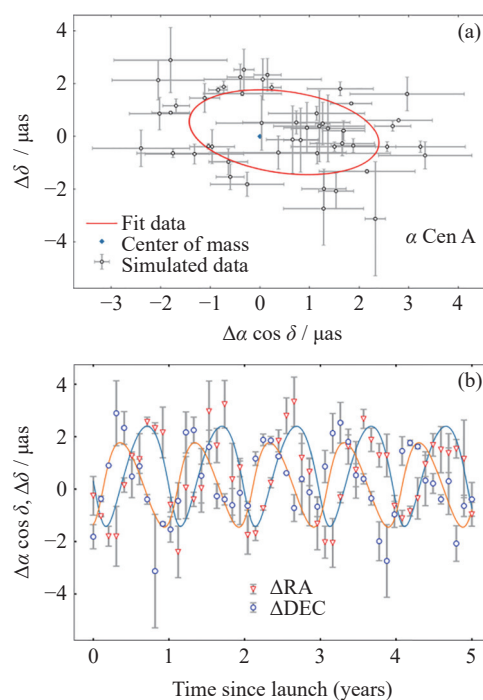 (a)
4
2
0
−2
−4
Δδ / μas
Fit data
Center of mass
Simulated data
α Cen A
−3 −2 −1 0 1 2 3 4
Δα cos δ / μas
(b)
4
2
0
−2
−4
Δα cos δ, Δδ / μas
ΔRA
ΔDEC
0 1 2 3 4 5
Time since launch (years)